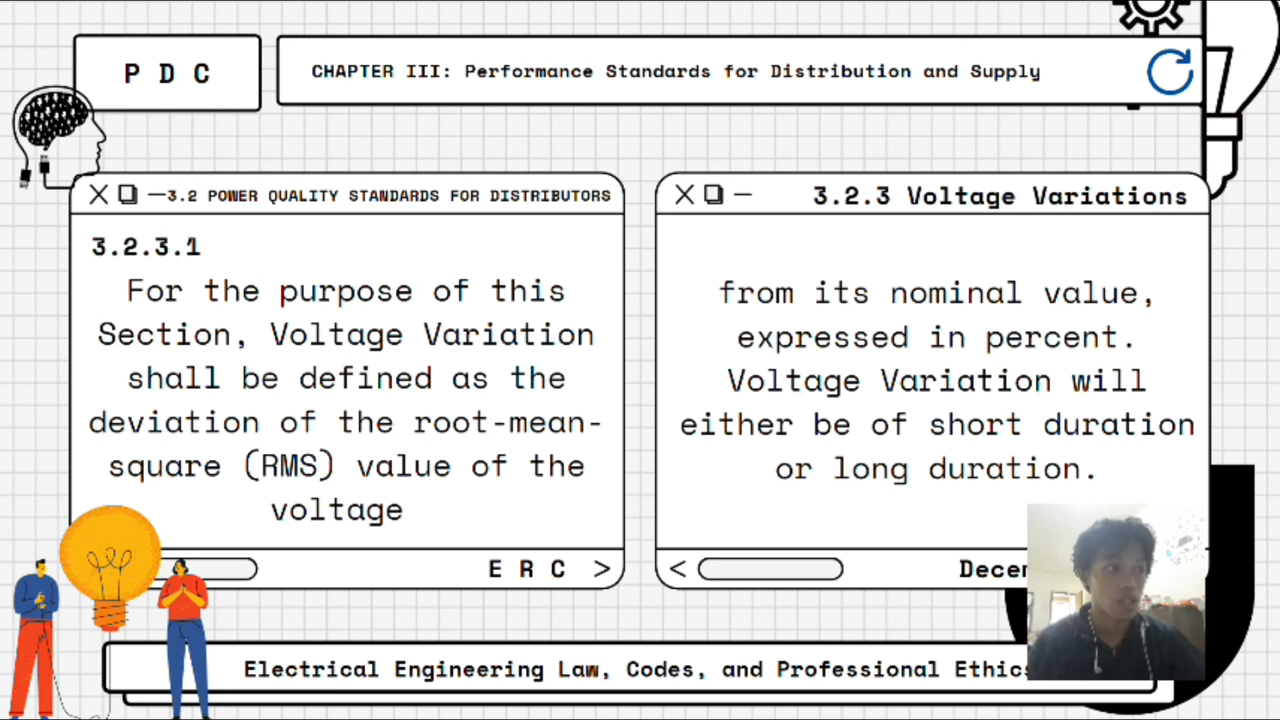 P D C
CHAPTER III: Performance Standards for Distribution and Supply
3.2 POWER QUALITY STANDARDS FOR DISTRIBUTORS
3.2.3.1
For the purpose of this
Section, Voltage Variation
shall be defined as the
deviation of the root-mean-
square (RMS) value of the
voltage
E R C >
3.2.3 Voltage Variations
from its nominal value,
expressed in percent.
Voltage Variation will
either be of short duration
or long duration.
<
Electrical Engineering Law, Codes, and Professional Ethics